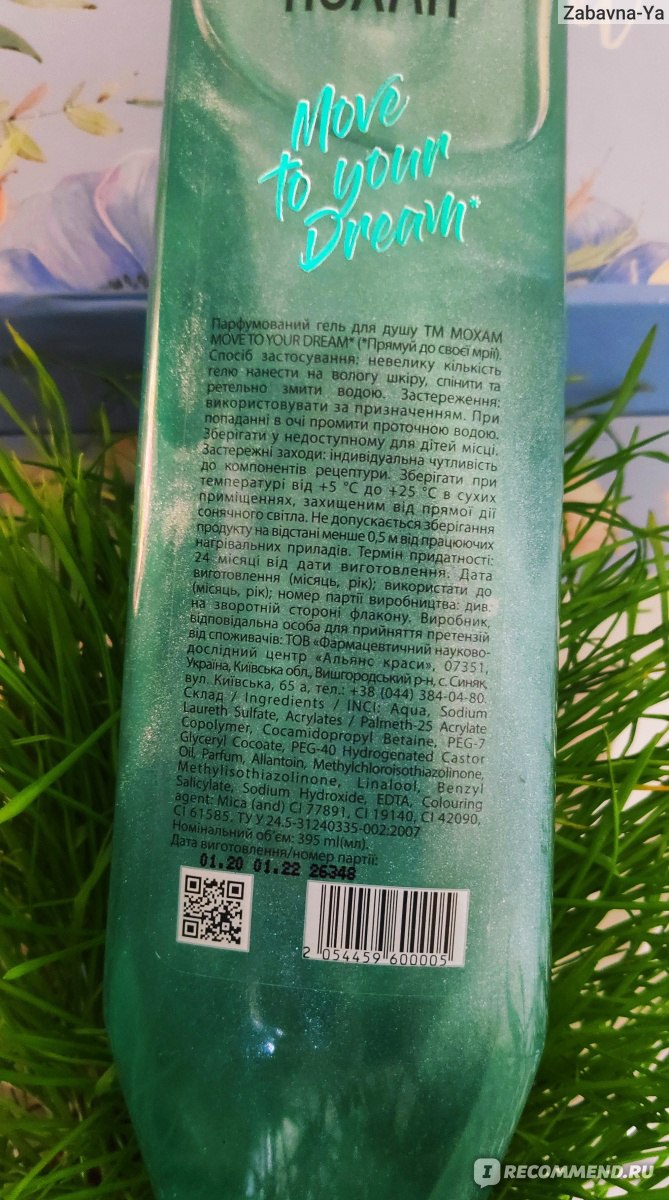 Zabavna-Ya
Move
to your
Dream*
Парфумований гель для душу ТМ МОХАМ
MOVE TO YOUR DREAM* (*Прямуй до своєї мрії).
Спосіб застосування: невелику кількість
гелю нанести на вологу шкіру, спінити та
ретельно змити водою. Застереження:
використовувати за призначенням. При
попаданні в очі промити проточною водою.
Зберігати у недоступному для дітей місці.
Застережні заходи: індивідуальна чутливість
до компонентів рецептури. Зберігати при
температурі від +5 °C до +25 °C в сухих
приміщеннях, захищеним від прямої дії
сонячного світла. Не допускається зберігання
продукту на відстані менше 0,5 м від працюючих
нагрівальних приладів. Термін придатності:
24 місяці від дати виготовлення. Дата
виготовлення (місяць, рік); використати до
(місяць, рік); номер партії виробництва: див.
на зворотній стороні флакону. Виробник,
відповідальна особа для прийняття претензій
від споживачів: ТОВ «Фармацевтичний науково-
дослідний центр «Альянс краси», 07351,
Україна, Київська обл., Вишгородський р-н, с. Синяк,
вул. Київська, 65 а, тел.: +38 (044) 384-04-80.
Склад / Ingredients / INCI: Aqua, Sodium
Laureth Sulfate, Acrylates / Palmeth-25 Acrylate
Copolymer, Cocamidopropyl Betaine, PEG-7
Glyceryl Cocoate, PEG-40 Hydrogenated Castor
Oil, Parfum, Allantoin, Methylchloroisothiazolinone,
Methylisothiazolinone, Linalool, Benzyl
Salicylate, Sodium Hydroxide, EDTA, Colouring
agent: Mica (and) CI 77891, CI 19140, CI 42090,
CI 61585. ТУ У 24.5-31240335-002:2007
Номінальний об'єм: 395 ml(мл).
Дата виготовлення/номер партії:
01.20 01.22 26348
2 054459 600005
I RECOMMEND.RU